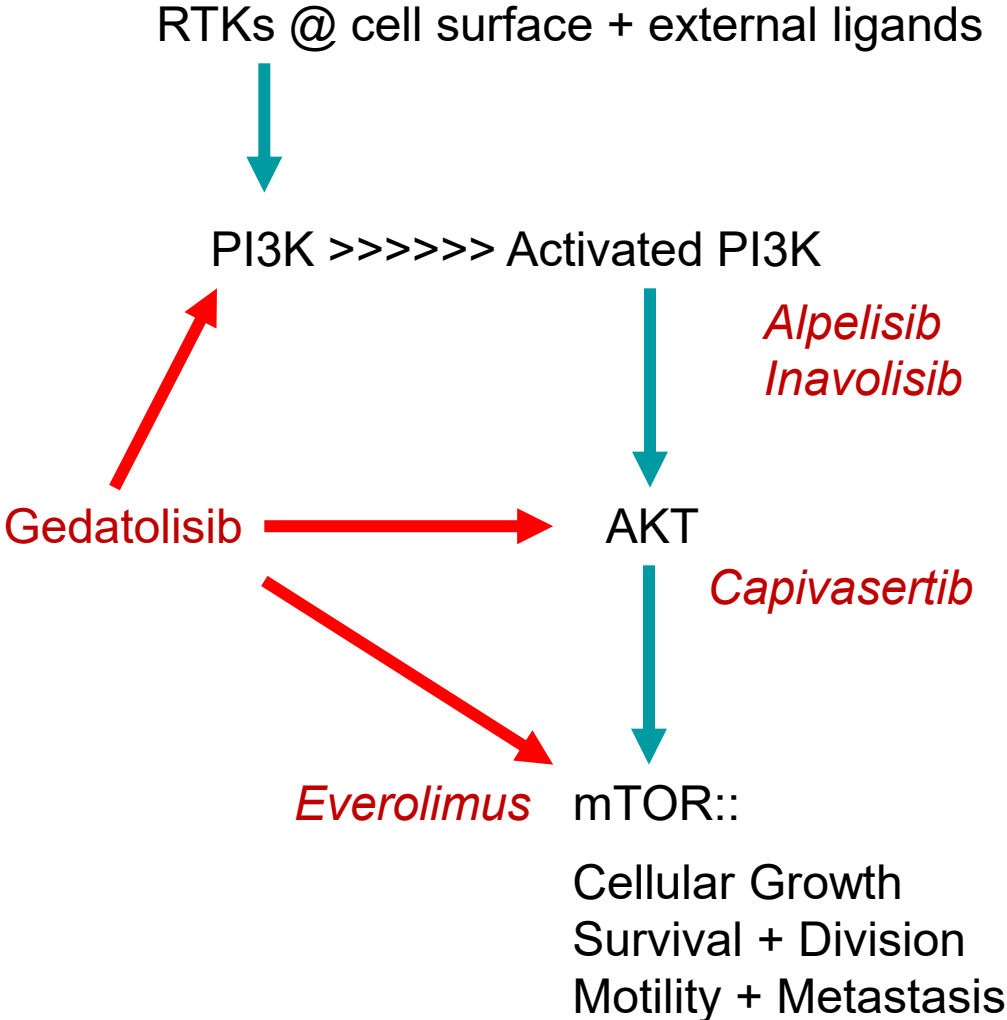 RTKs @ cell surface + external ligands
PI3K >>>>>> Activated PI3K
Alpelisib
Inavolisib
Gedatolisib
AKT
Capivasertib
Everolimus
mTOR::
Cellular Growth
Survival + Division
Motility + Metastasis